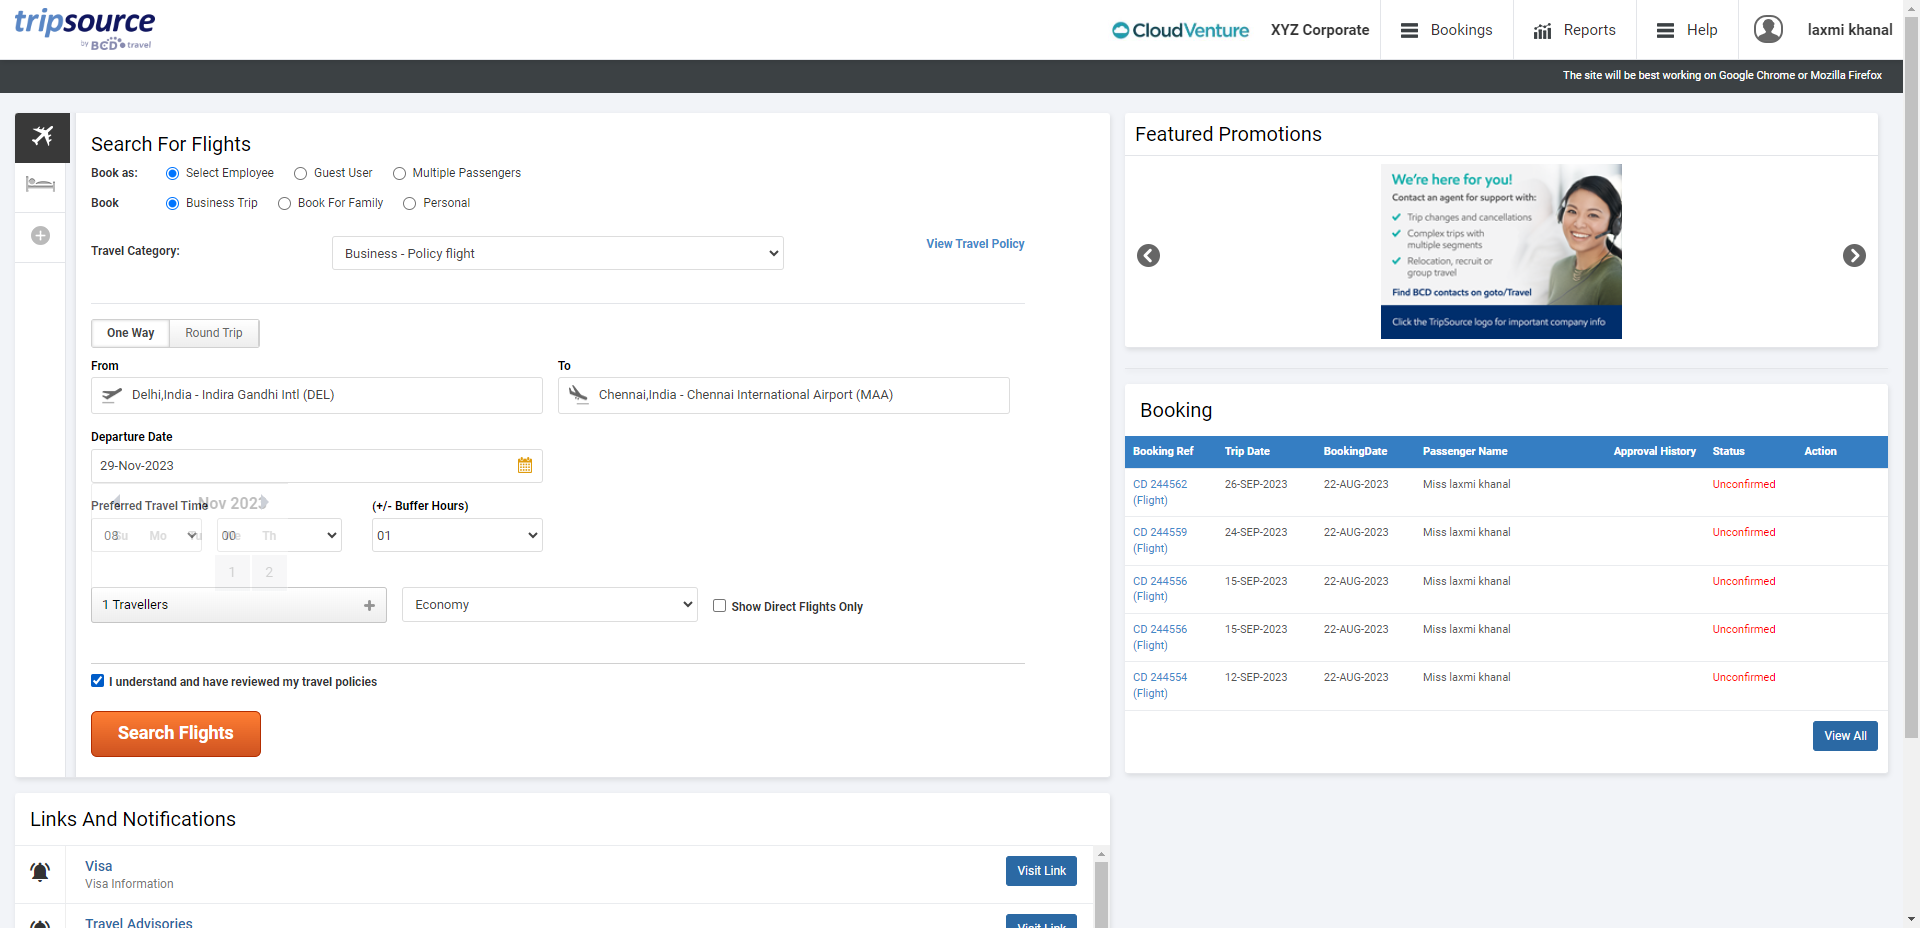 tripsource
by BCD travel
CloudVenture
XYZ Corporate
Bookings
Reports
Help
laxmi khanal
The site will be best working on Google Chrome or Mozilla Firefox
Search For Flights
Book as: Select Employee Guest User Multiple Passengers
Book Business Trip Book For Family Personal
Travel Category: Business - Policy flight View Travel Policy
One Way Round Trip
From To
Delhi,India - Indira Gandhi Intl (DEL) Chennai,India - Chennai International Airport (MAA)
Departure Date
29-Nov-2023
Preferred Travel Time Nov 2023 (+/- Buffer Hours)
08 00 01
Su Mo Tu We Th
1 2
1 Travellers Economy Show Direct Flights Only
I understand and have reviewed my travel policies
Search Flights
Links And Notifications
Visa
Visa Information
Visit Link
Travel Advisories
Visit Link
Featured Promotions
We're here for you!
Contact an agent for support with:
Trip changes and cancellations
Complex trips with
multiple segments
Relocation, recruit or
group travel
Find BCD contacts on goto/Travel
Click the TripSource logo for important company info
Booking
Booking Ref Trip Date BookingDate Passenger Name Approval History Status Action
CD 244562 26-SEP-2023 22-AUG-2023 Miss laxmi khanal Unconfirmed
(Flight)
CD 244559 24-SEP-2023 22-AUG-2023 Miss laxmi khanal Unconfirmed
(Flight)
CD 244556 15-SEP-2023 22-AUG-2023 Miss laxmi khanal Unconfirmed
(Flight)
CD 244556 15-SEP-2023 22-AUG-2023 Miss laxmi khanal Unconfirmed
(Flight)
CD 244554 12-SEP-2023 22-AUG-2023 Miss laxmi khanal Unconfirmed
(Flight)
View All